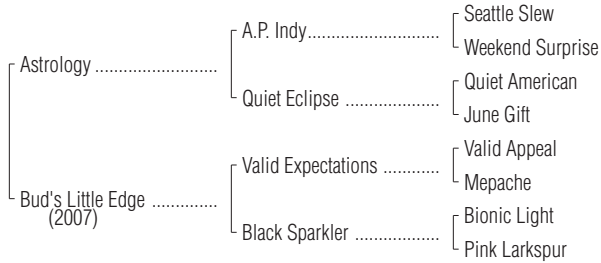 Seattle Slew
A.P. Indy......................
Weekend Surprise
Astrology ........................
Quiet American
Quiet Eclipse ..................
June Gift
Valid Appeal
Valid Expectations ...........
Mepache
Bud's Little Edge .............
(2007)
Bionic Light
Black Sparkler ................
Pink Larkspur